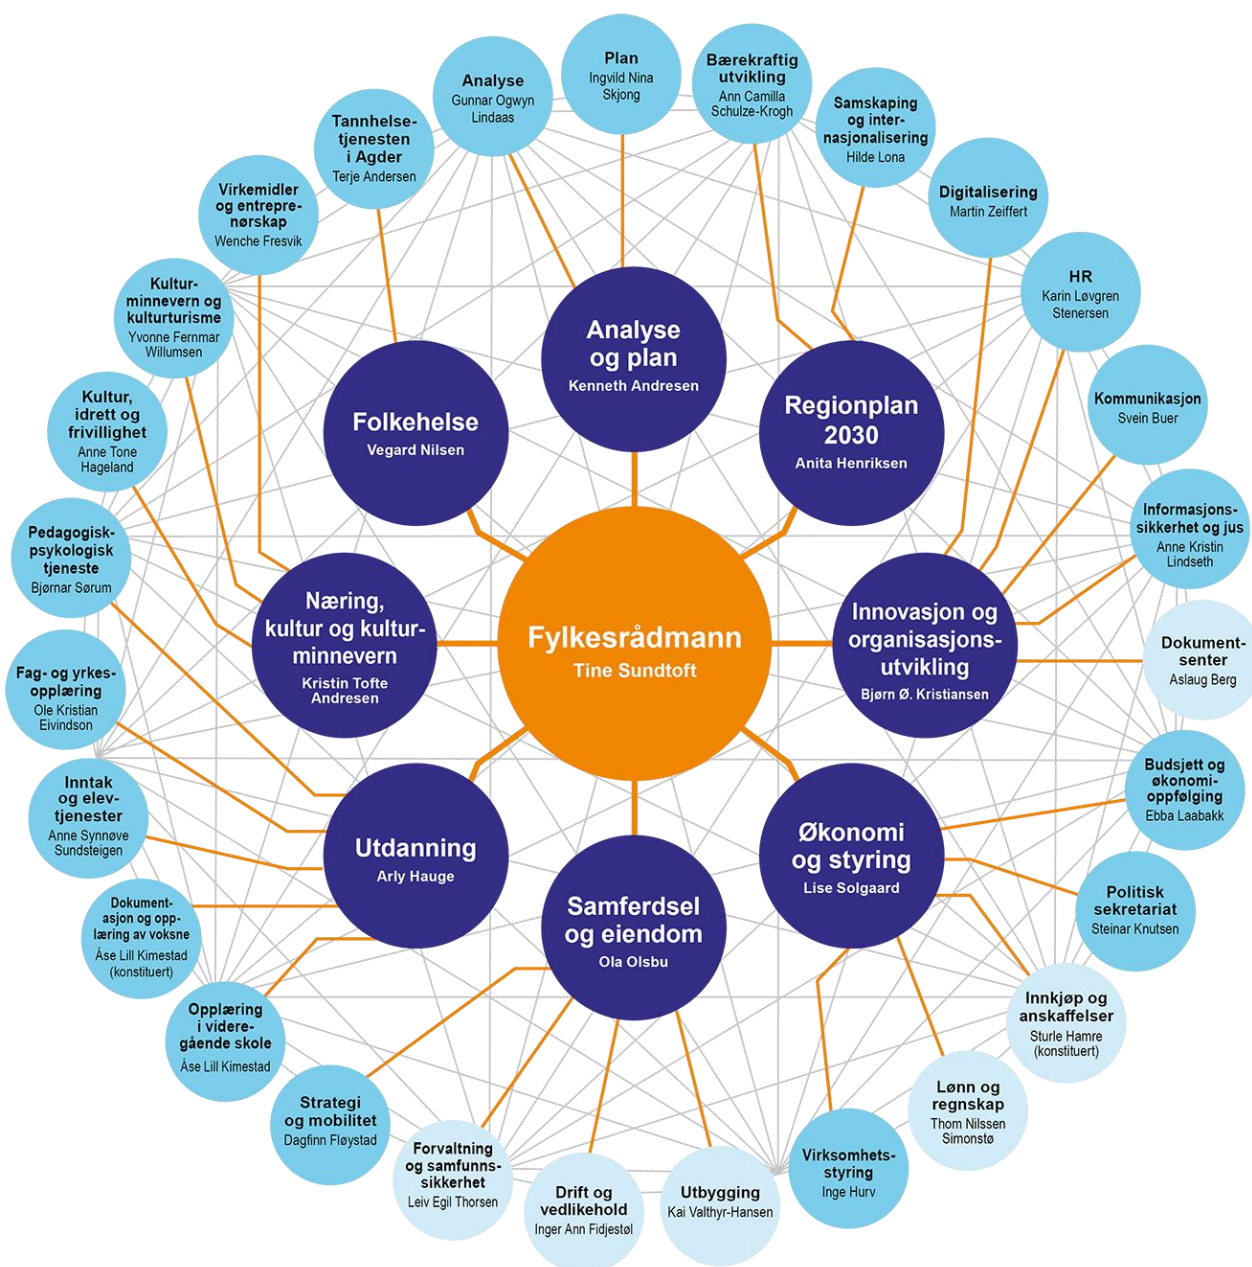 Plan
Ingvild Nina
Skjong
Bærekraftig
utvikling
Ann Camilla
Schulze-Krogh
Samskaping
og inter-
nasjonalisering
Hilde Lona
Digitalisering
Martin Zeiffert
HR
Karin Løvgren
Stenersen
Kommunikasjon
Svein Buer
Informasjons-
sikkerhet og jus
Anne Kristin
Lindseth
Dokument-
senter
Aslaug Berg
Budsjett og
økonomi-
oppfølging
Ebba Laabakk
Politisk
sekretariat
Steinar Knutsen
Innkjøp og
anskaffelser
Sturle Hamre
(konstituert)
Lønn og
regnskap
Thom Nilssen
Simonstø
Virksomhets-
styring
Inge Hurv
Utbygging
Kai Valthyr-Hansen
Drift og
vedlikehold
Inger Ann Fidjestøl
Forvaltning
og samfunns-
sikkerhet
Leiv Egil Thorsen
Strategi
og mobilitet
Dagfinn Fløystad
Opplæring
i videre-
gående skole
Åse Lill Kimestad
Dokument-
asjon og opp-
læring av voksne
Åse Lill Kimestad
(konstituert)
Inntak
og elev-
tjenester
Anne Synnøve
Sundsteigen
Fag- og yrkes-
opplæring
Ole Kristian
Eivindson
Pedagogisk-
psykologisk
tjeneste
Bjørnar Sørum
Kultur,
idrett og
frivillighet
Anne Tone
Hageland
Kultur-
minnevern og
kulturturisme
Yvonne Fernmar
Willumsen
Virkemidler
og entrepre-
nørskap
Wenche Fresvik
Tannhelse-
tjenesten
i Agder
Terje Andersen
Analyse
Gunnar Ogwyn
Lindaas
Analyse
og plan
Kenneth Andresen
Regionplan
2030
Anita Henriksen
Innovasjon og
organisasjons-
utvikling
Bjørn Ø. Kristiansen
Økonomi
og styring
Lise Solgaard
Samferdsel
og eiendom
Ola Olsbu
Utdanning
Arly Hauge
Næring,
kultur og kultur-
minnevern
Kristin Tofte
Andresen
Folkehelse
Vegard Nilsen
Fylkesrådmann
Tine Sundtoft